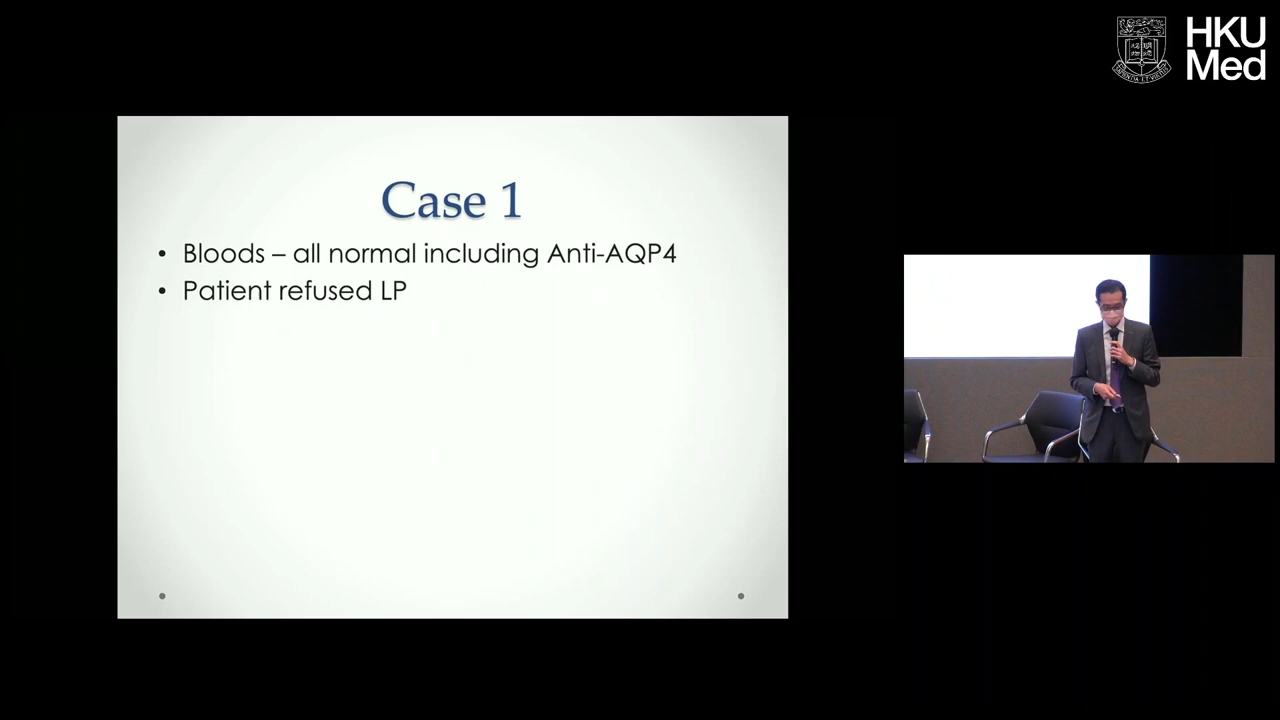 HKU
Med
Case 1
• Bloods – all normal including Anti-AQP4
• Patient refused LP